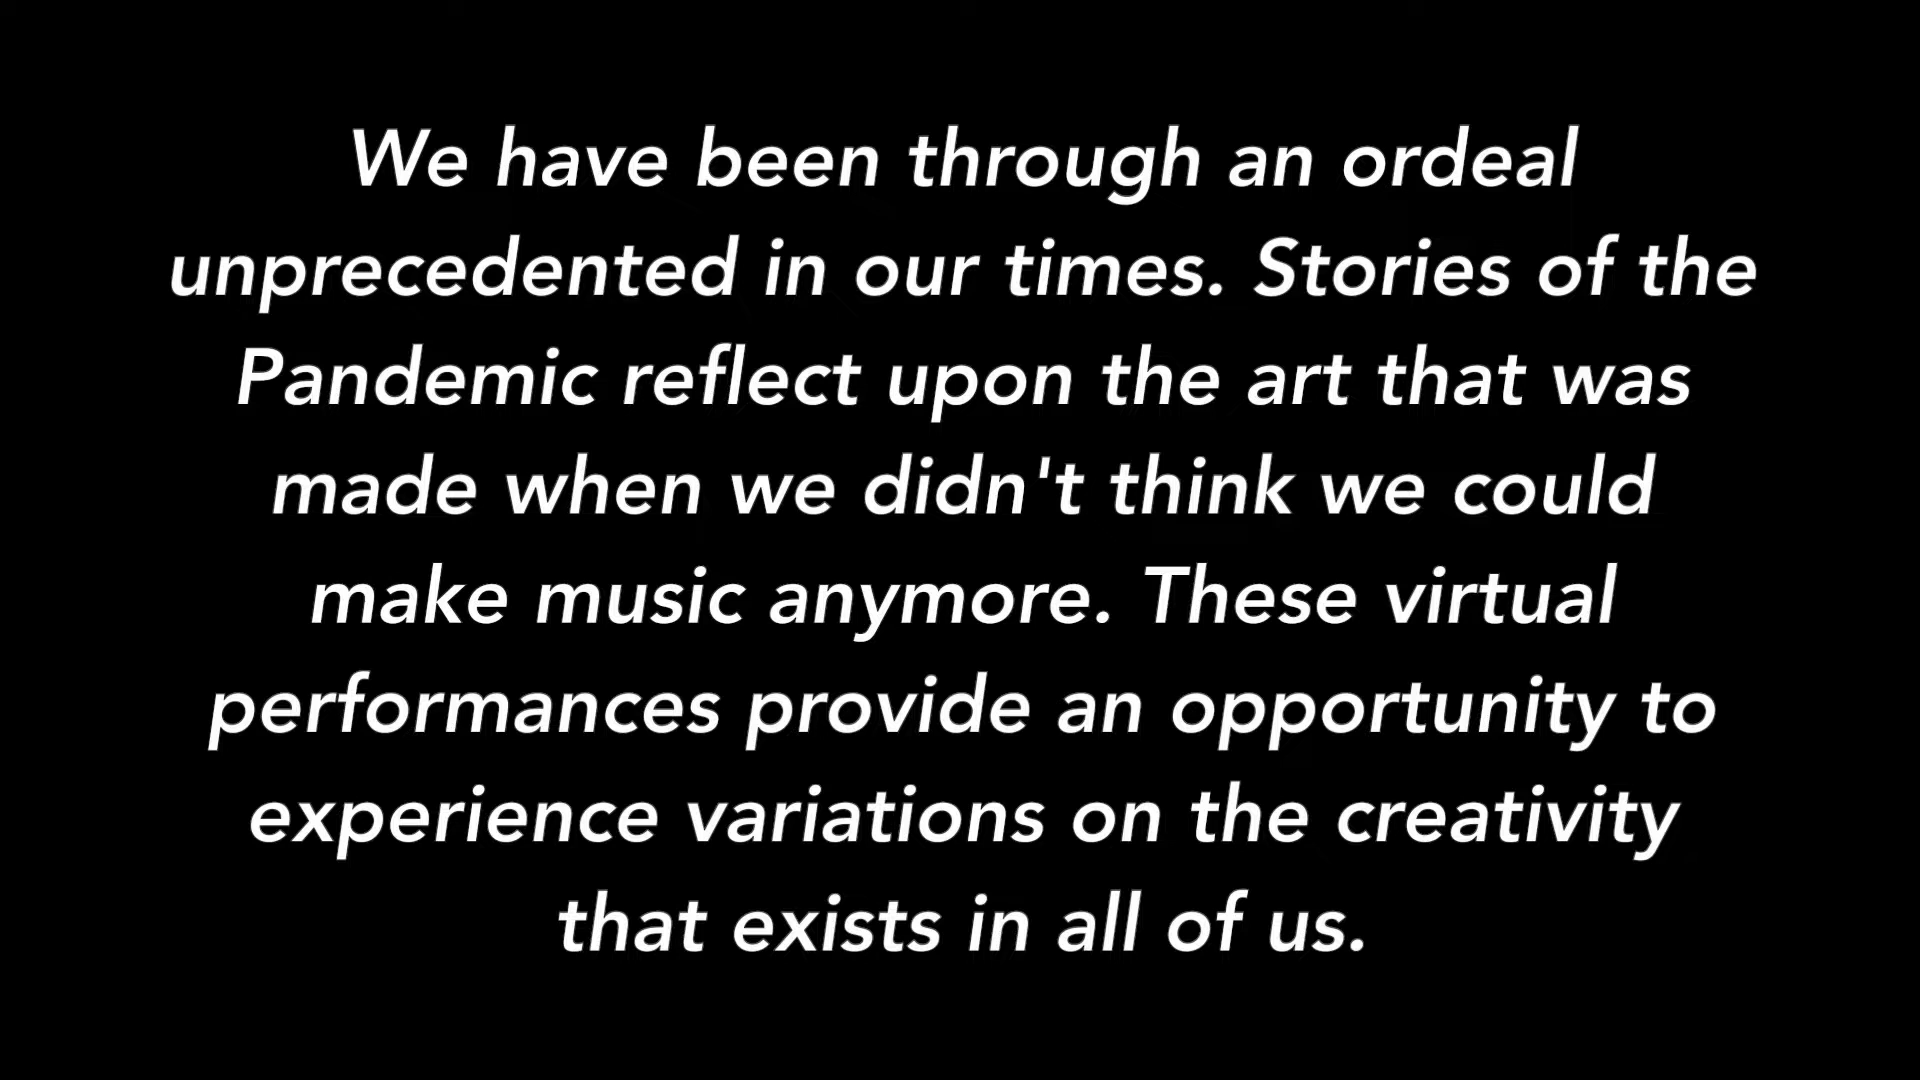 We have been through an ordeal
unprecedented in our times. Stories of the
Pandemic reflect upon the art that was
made when we didn't think we could
make music anymore. These virtual
performances provide an opportunity to
experience variations on the creativity
that exists in all of us.